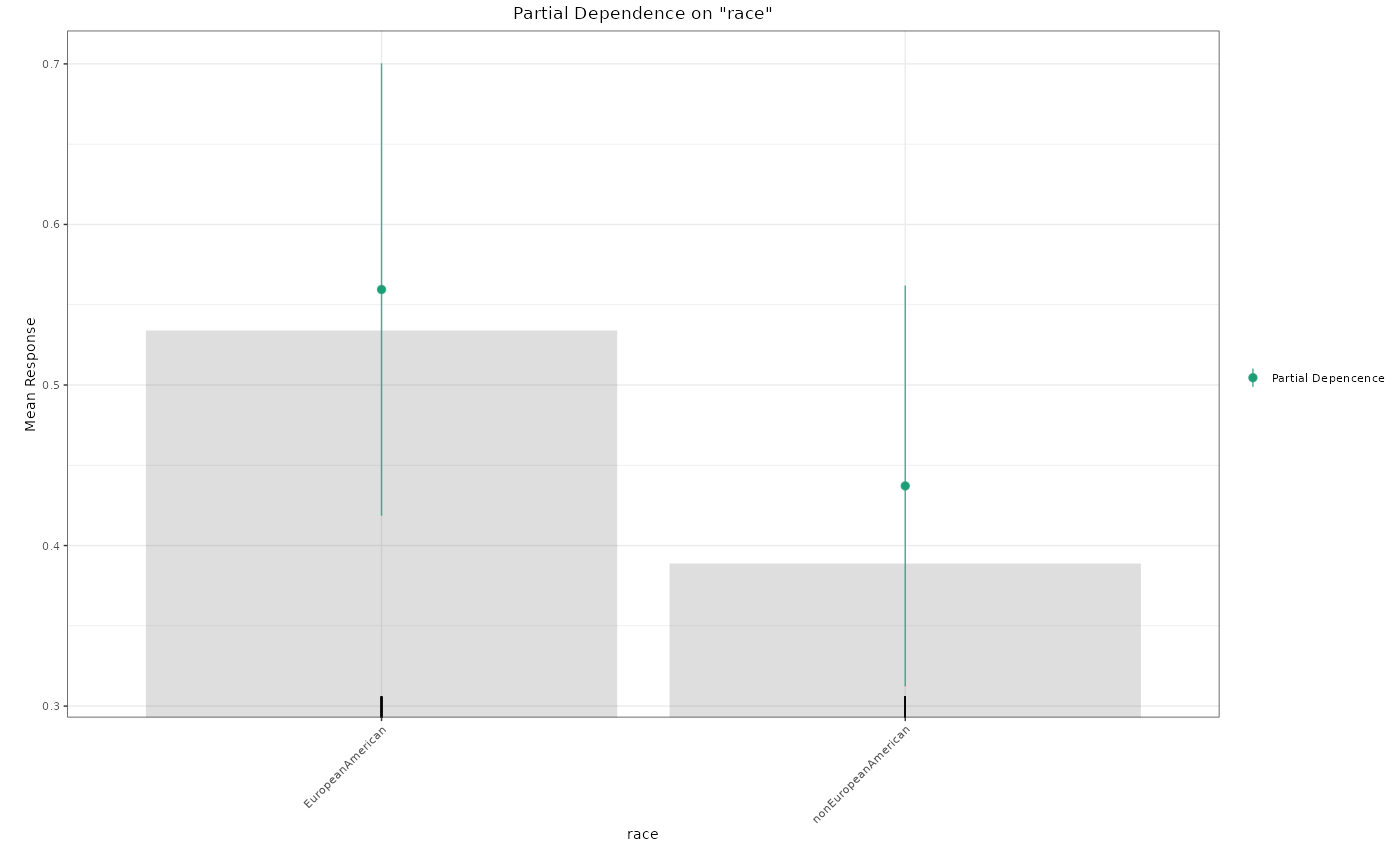 Partial Dependence on "race"
Mean Response
0.7
0.6
0.5
0.4
0.3
EuropeanAmerican
nonEuropeanAmerican
race
Partial Depencence